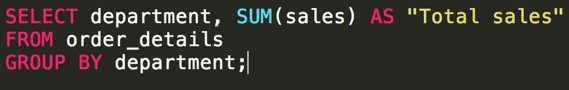 SELECT department, SUM(sales) AS "Total sales"
FROM order_details
GROUP BY department;